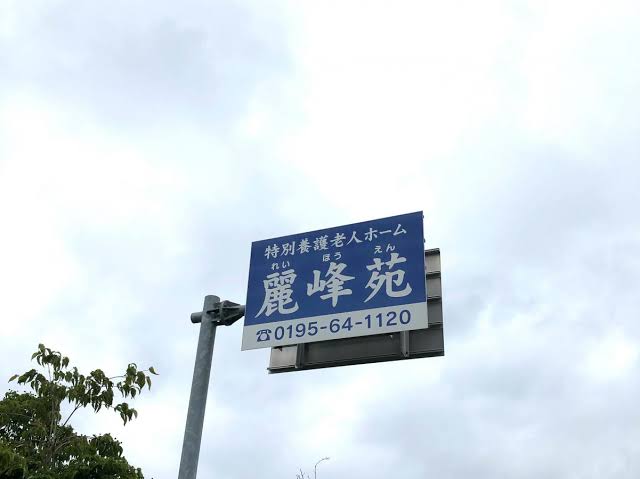 特別養護老人ホーム
れい ほう えん
麗峰苑
☎0195-64-1120